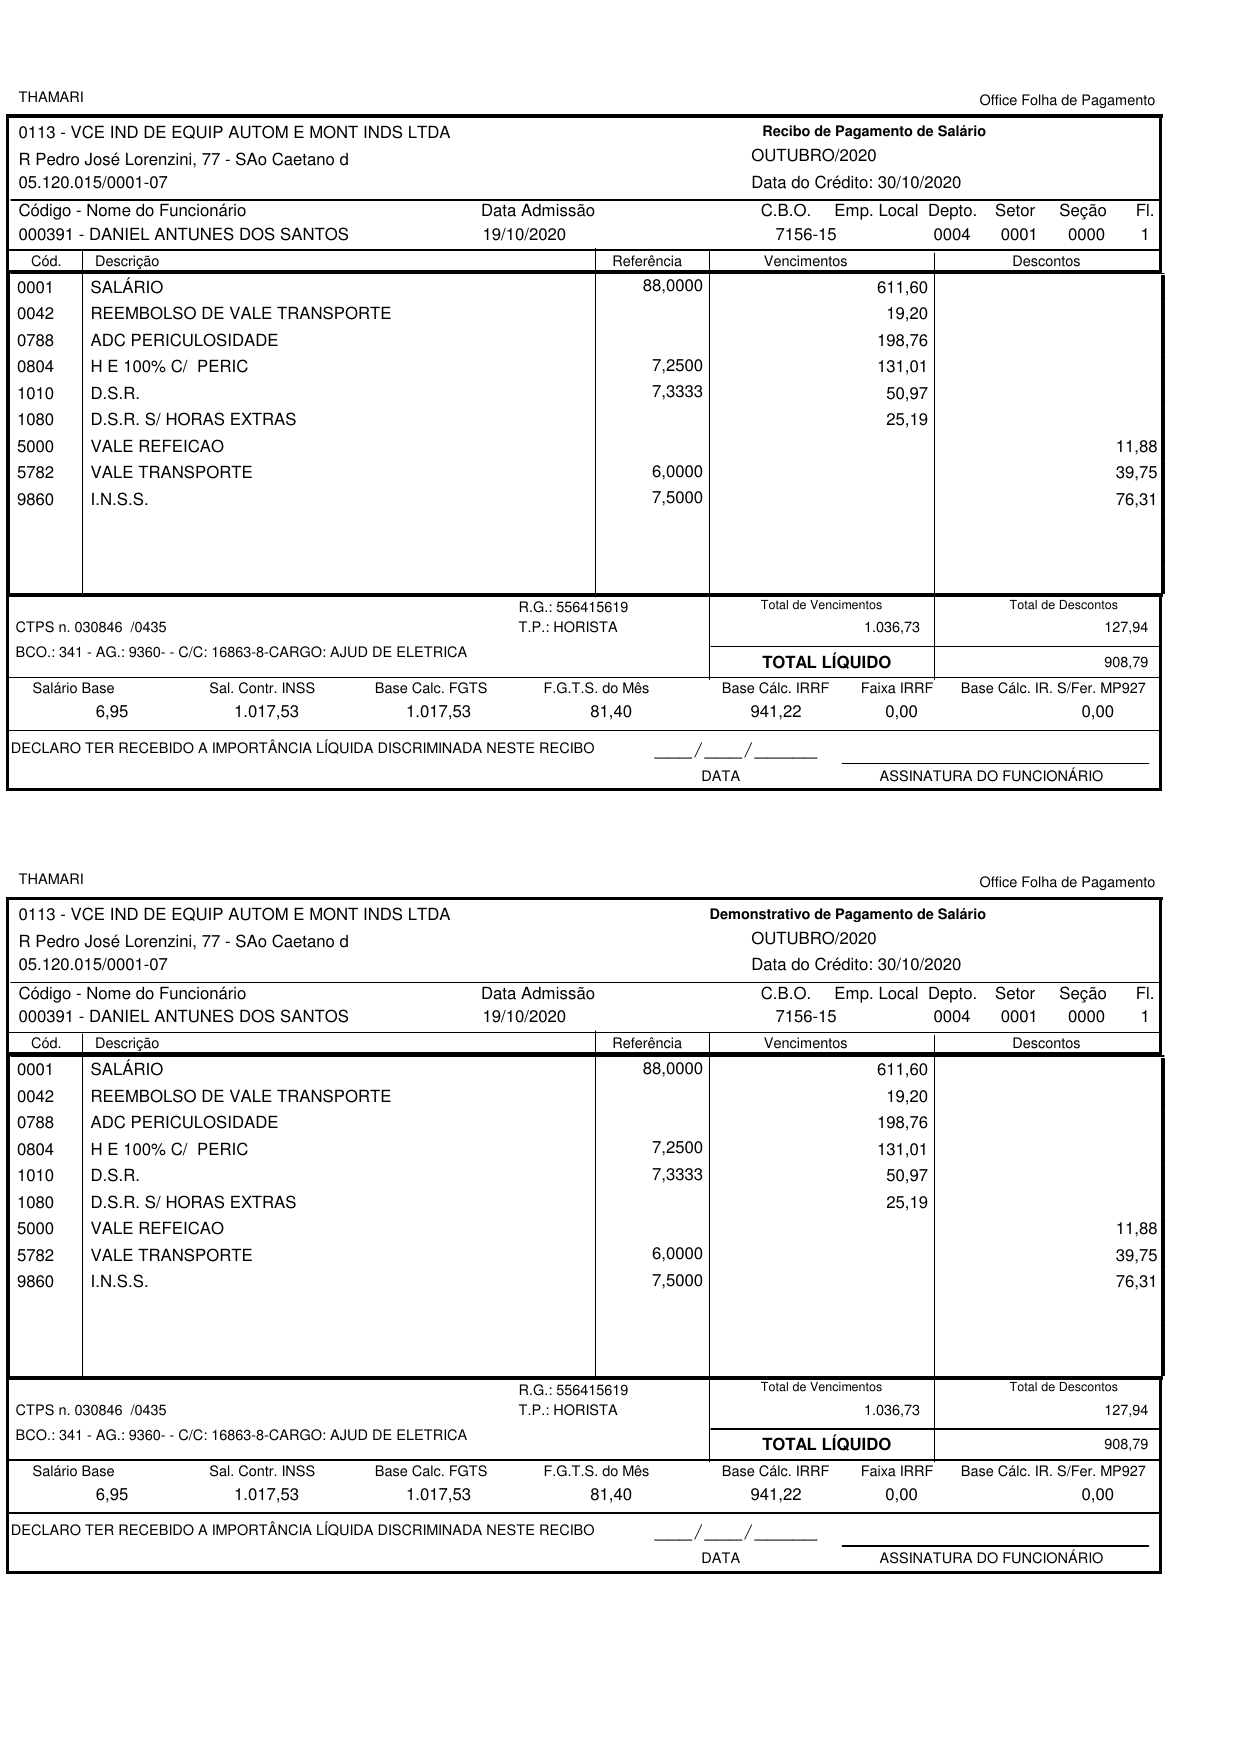 THAMARI Office Folha de Pagamento
0113 - VCE IND DE EQUIP AUTOM E MONT INDS LTDA Recibo de Pagamento de Salário
R Pedro José Lorenzini, 77 - SAo Caetano d OUTUBRO/2020
05.120.015/0001-07 Data do Crédito: 30/10/2020
Código - Nome do Funcionário Data Admissão C.B.O. Emp. Local Depto. Setor Seção Fl.
000391 - DANIEL ANTUNES DOS SANTOS 19/10/2020 7156-15 0004 0001 0000 1
Cód. Descrição Referência Vencimentos Descontos
0001 SALÁRIO 88,0000 611,60
0042 REEMBOLSO DE VALE TRANSPORTE 19,20
0788 ADC PERICULOSIDADE 198,76
0804 H E 100% C/ PERIC 7,2500 131,01
1010 D.S.R. 7,3333 50,97
1080 D.S.R. S/ HORAS EXTRAS 25,19
5000 VALE REFEICAO 11,88
5782 VALE TRANSPORTE 6,0000 39,75
9860 I.N.S.S. 7,5000 76,31
R.G.: 556415619 Total de Vencimentos Total de Descontos
CTPS n. 030846 /0435 T.P.: HORISTA 1.036,73 127,94
BCO.: 341 - AG.: 9360- - C/C: 16863-8-CARGO: AJUD DE ELETRICA
TOTAL LÍQUIDO 908,79
Salário Base Sal. Contr. INSS Base Calc. FGTS F.G.T.S. do Mês Base Cálc. IRRF Faixa IRRF Base Cálc. IR. S/Fer. MP927
6,95 1.017,53 1.017,53 81,40 941,22 0,00 0,00
DECLARO TER RECEBIDO A IMPORTÂNCIA LÍQUIDA DISCRIMINADA NESTE RECIBO ____/____/______
DATA ASSINATURA DO FUNCIONÁRIO
THAMARI Office Folha de Pagamento
0113 - VCE IND DE EQUIP AUTOM E MONT INDS LTDA Demonstrativo de Pagamento de Salário
R Pedro José Lorenzini, 77 - SAo Caetano d OUTUBRO/2020
05.120.015/0001-07 Data do Crédito: 30/10/2020
Código - Nome do Funcionário Data Admissão C.B.O. Emp. Local Depto. Setor Seção Fl.
000391 - DANIEL ANTUNES DOS SANTOS 19/10/2020 7156-15 0004 0001 0000 1
Cód. Descrição Referência Vencimentos Descontos
0001 SALÁRIO 88,0000 611,60
0042 REEMBOLSO DE VALE TRANSPORTE 19,20
0788 ADC PERICULOSIDADE 198,76
0804 H E 100% C/ PERIC 7,2500 131,01
1010 D.S.R. 7,3333 50,97
1080 D.S.R. S/ HORAS EXTRAS 25,19
5000 VALE REFEICAO 11,88
5782 VALE TRANSPORTE 6,0000 39,75
9860 I.N.S.S. 7,5000 76,31
R.G.: 556415619 Total de Vencimentos Total de Descontos
CTPS n. 030846 /0435 T.P.: HORISTA 1.036,73 127,94
BCO.: 341 - AG.: 9360- - C/C: 16863-8-CARGO: AJUD DE ELETRICA
TOTAL LÍQUIDO 908,79
Salário Base Sal. Contr. INSS Base Calc. FGTS F.G.T.S. do Mês Base Cálc. IRRF Faixa IRRF Base Cálc. IR. S/Fer. MP927
6,95 1.017,53 1.017,53 81,40 941,22 0,00 0,00
DECLARO TER RECEBIDO A IMPORTÂNCIA LÍQUIDA DISCRIMINADA NESTE RECIBO ____/____/______
DATA ASSINATURA DO FUNCIONÁRIO